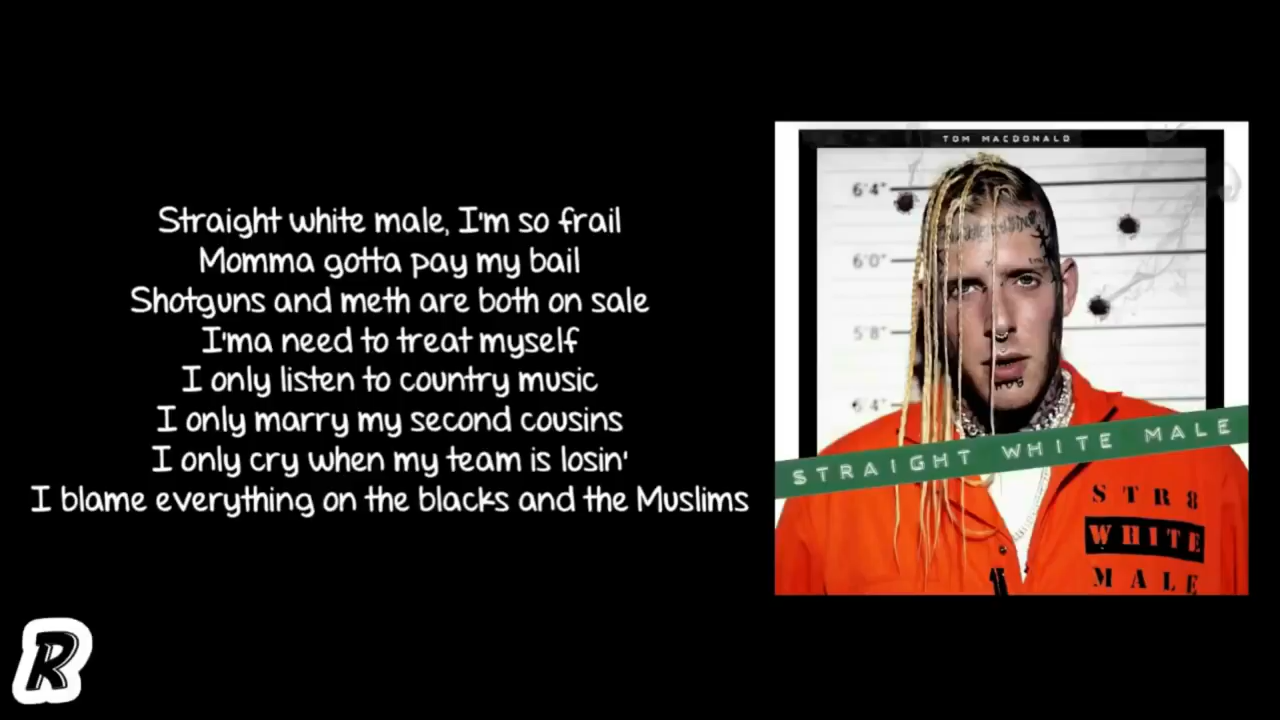 Straight white male, I'm so frail
Momma gotta pay my bail
Shotguns and meth are both on sale
I'ma need to treat myself
I only listen to country music
I only marry my second cousins
I only cry when my team is losin'
I blame everything on the blacks and the Muslims
R
TOM MACDONALD
6'4"
6'0"
5'8"
STRAIGHT WHITE MALE
STR8
WHITE
MALE